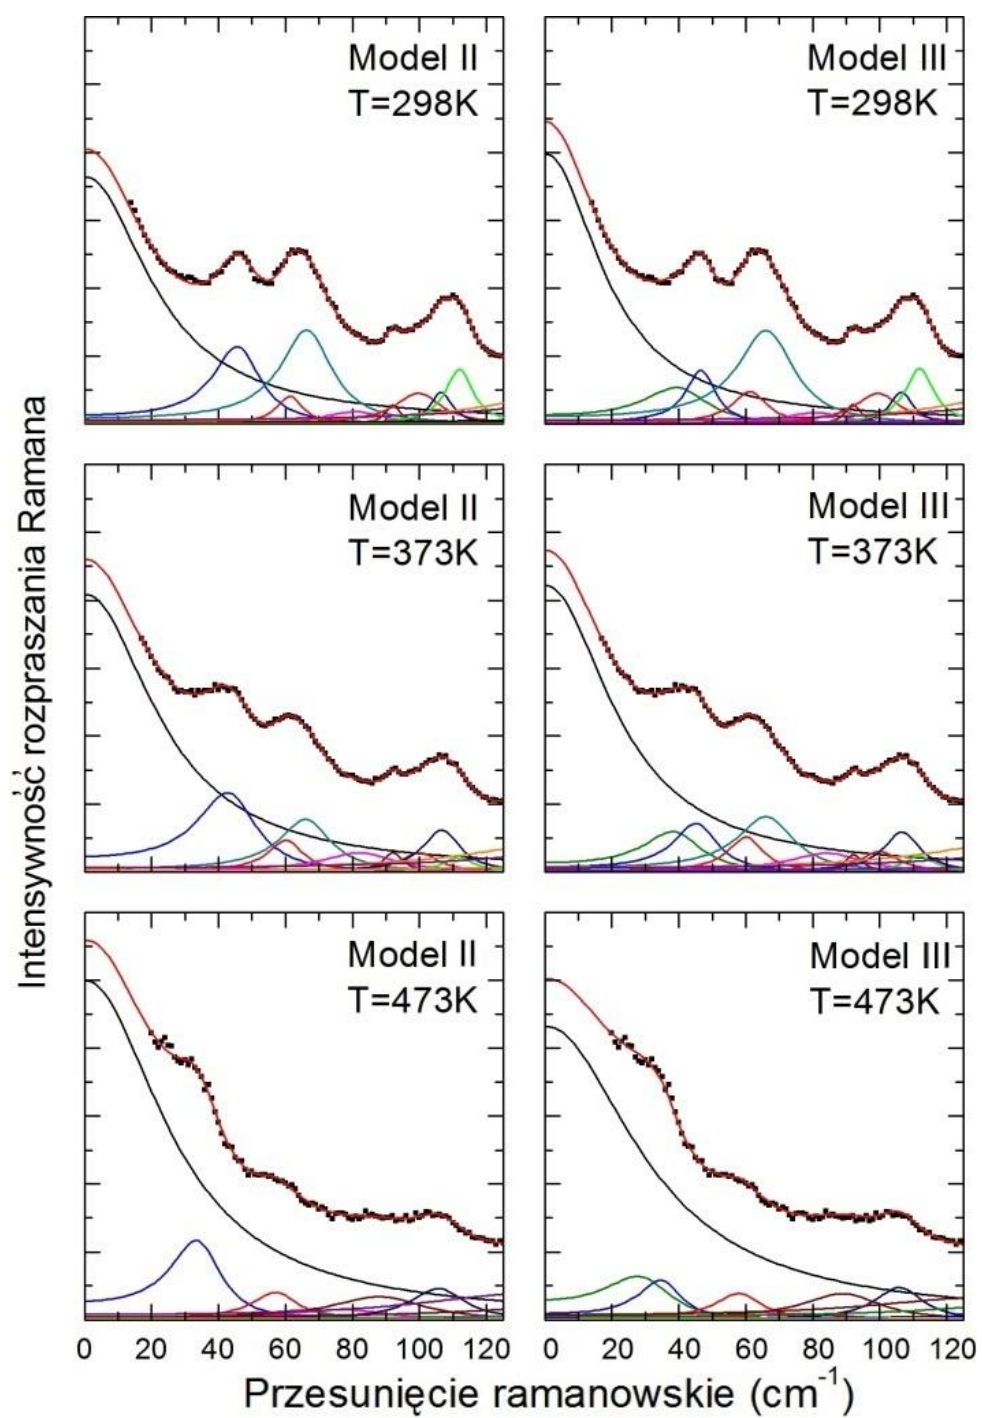 Model II
T=298K
Model III
T=298K
Model II
T=373K
Model III
T=373K
Model II
T=473K
Model III
T=473K
Intensywność rozpraszania Ramana
0 20 40 60 80 100 120
0 20 40 60 80 100 120
Przesunięcie ramanowskie (cm⁻¹)